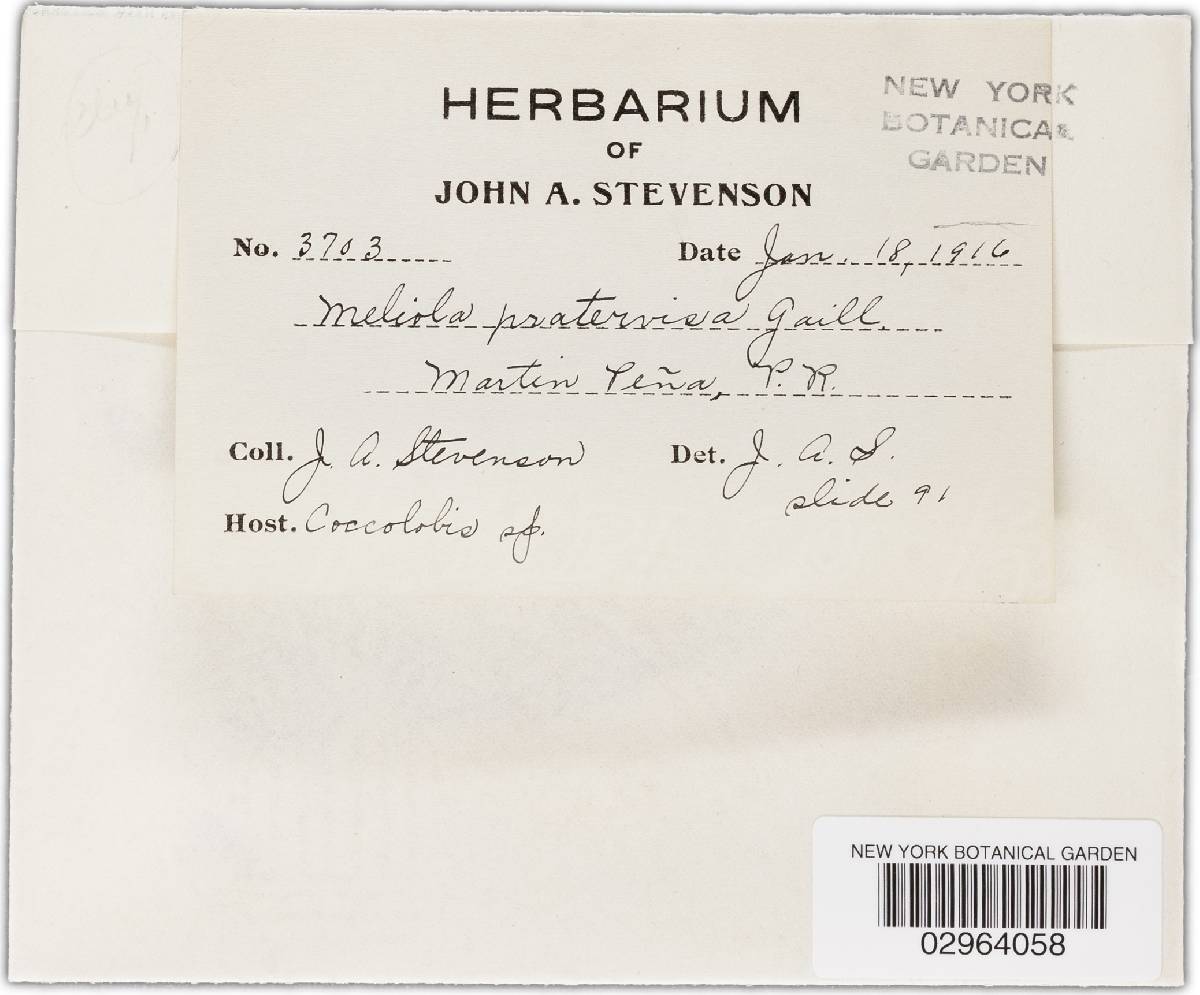 HERBARIUM
OF
JOHN A. STEVENSON
NEW YORK
BOTANICAL
GARDEN
No. 3703
Date Jan. 18, 1916
Meliola pratervisa Gaill.
Martin Peña, P. R.
Coll. J. A. Stevenson
Det. J. A. S.
slide 91
Host. Coccolobis sp.
NEW YORK BOTANICAL GARDEN
02964058